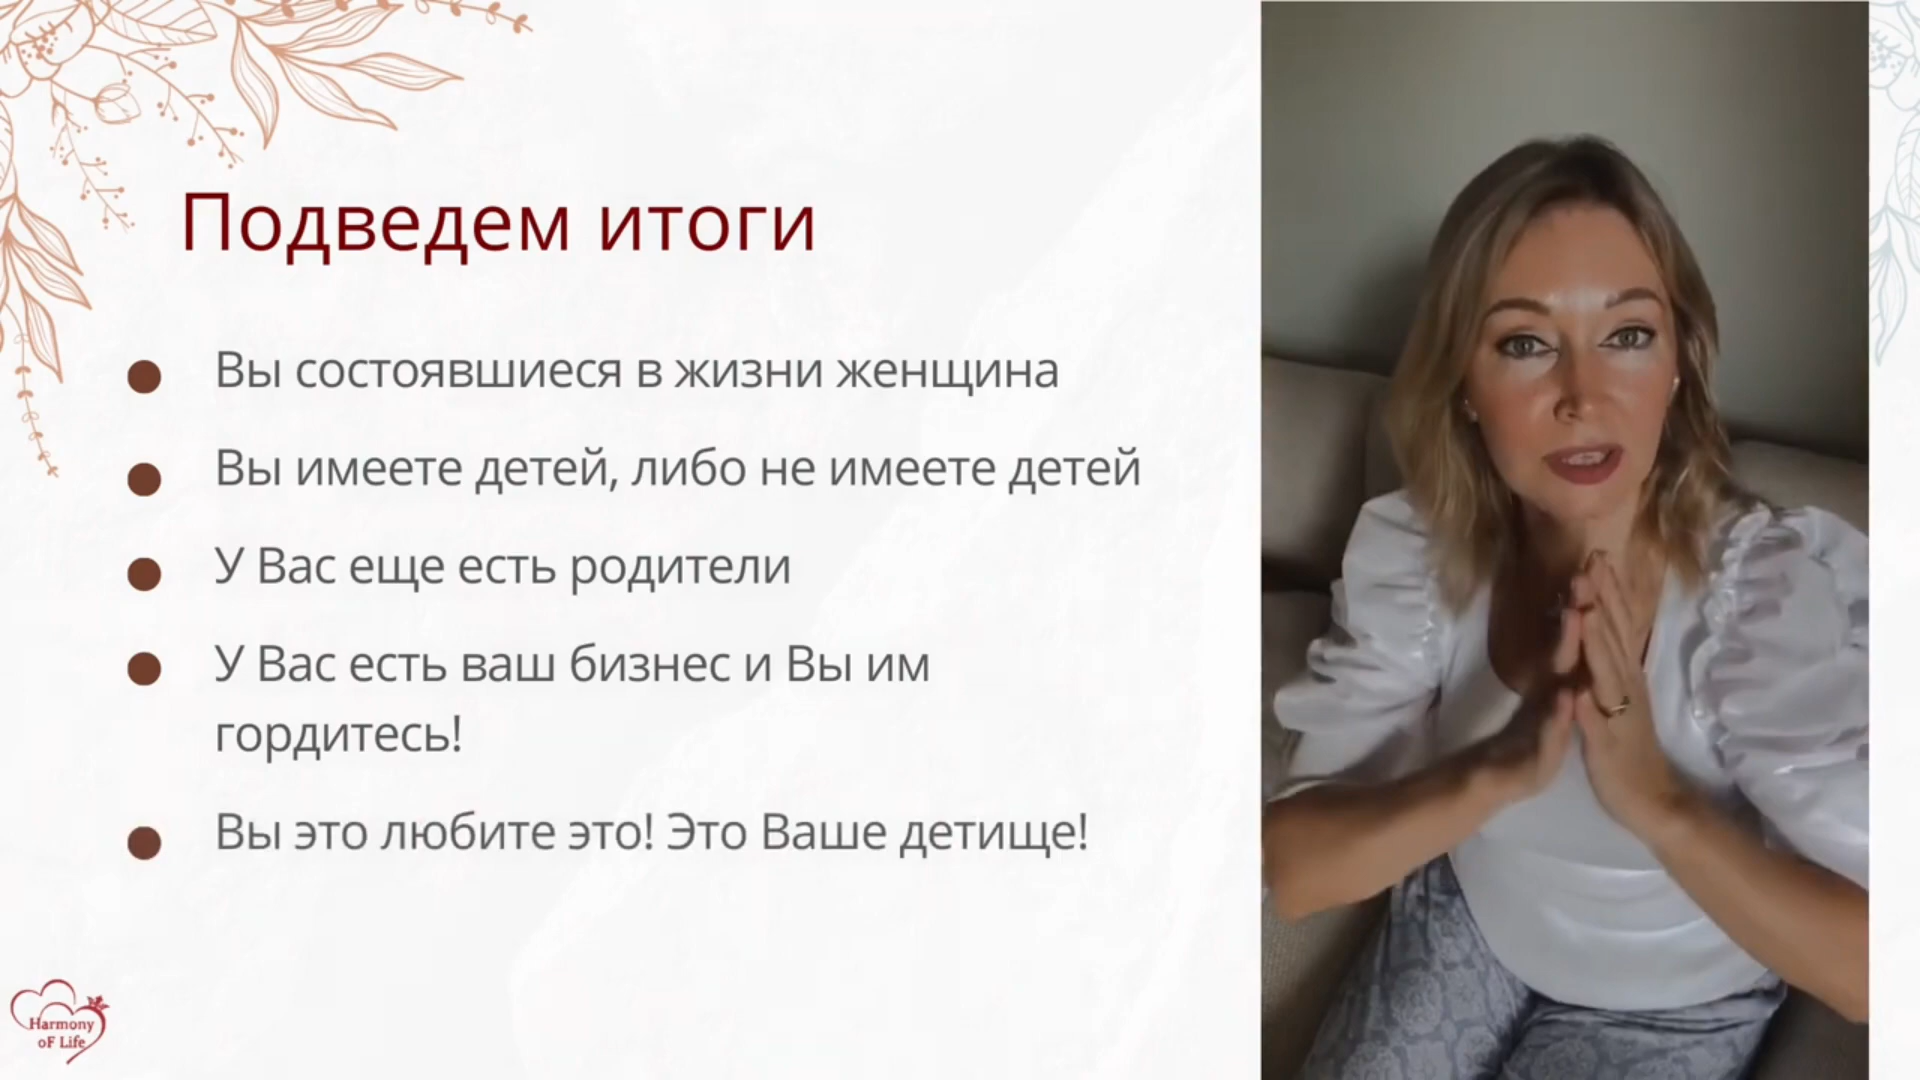 Подведем итоги
Вы состоявшиеся в жизни женщина
Вы имеете детей, либо не имеете детей
У Вас еще есть родители
У Вас есть ваш бизнес и Вы им
гордитесь!
Вы это любите это! Это Ваше детище!
Harmony
oF Life